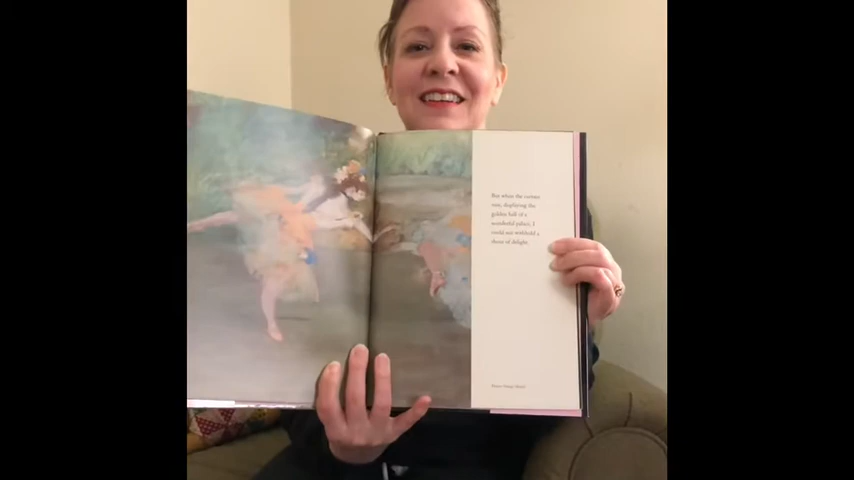 But when the curtain
rose, displaying the
golden hall of a
wonderful palace, I
could not withhold a
shout of delight.